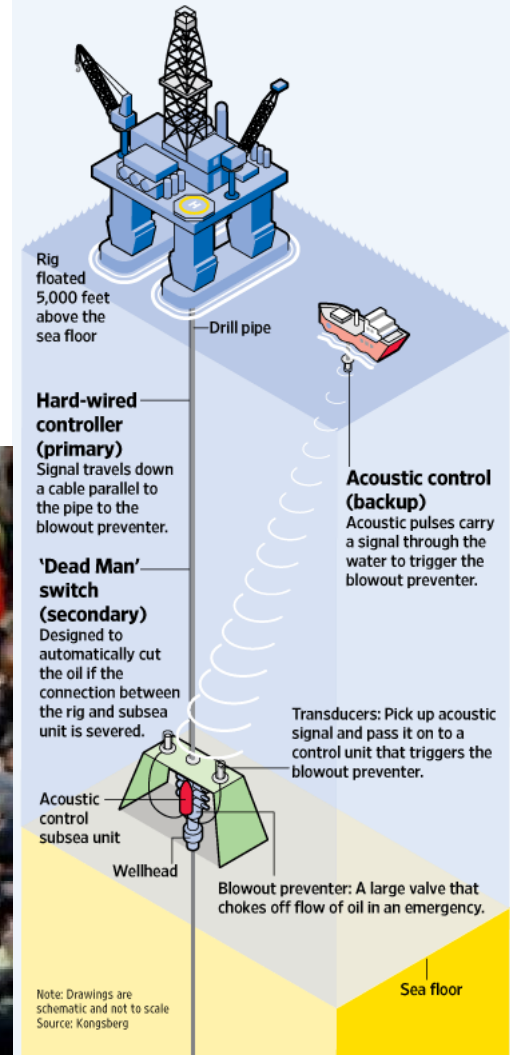 H
Rig
floated
5,000 feet
above the
sea floor
Drill pipe
Hard-wired
controller
(primary)
Signal travels down
a cable parallel to
the pipe to the
blowout preventer.
Acoustic control
(backup)
Acoustic pulses carry
a signal through the
water to trigger the
blowout preventer.
‘Dead Man’
switch
(secondary)
Designed to
automatically cut
the oil if the
connection between
the rig and subsea
unit is severed.
Transducers: Pick up acoustic
signal and pass it on to a
control unit that triggers the
blowout preventer.
Acoustic
control
subsea unit
Wellhead
Blowout preventer: A large valve that
chokes off flow of oil in an emergency.
Sea floor
Note: Drawings are
schematic and not to scale
Source: Kongsberg